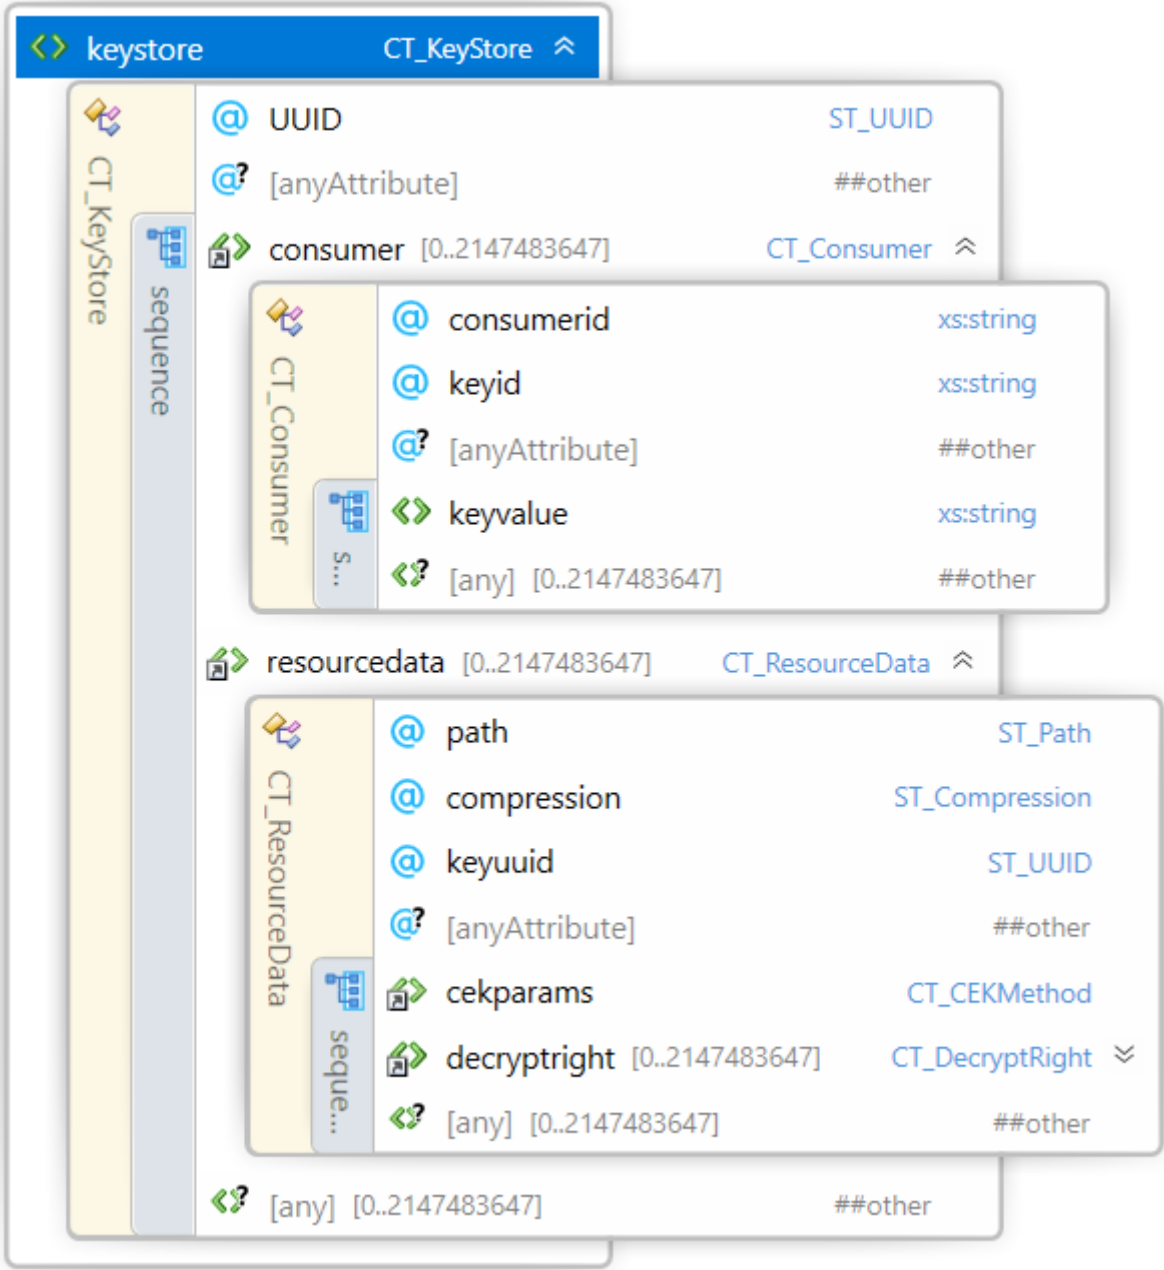 keystore CT_KeyStore
CT_KeyStore
UUID ST_UUID
[anyAttribute] ##other
sequence
consumer [0..2147483647] CT_Consumer
CT_Consumer
consumerid xs:string
keyid xs:string
[anyAttribute] ##other
s...
keyvalue xs:string
[any] [0..2147483647] ##other
resourcedata [0..2147483647] CT_ResourceData
CT_ResourceData
path ST_Path
compression ST_Compression
keyuuid ST_UUID
[anyAttribute] ##other
seque...
cekparams CT_CEKMethod
decryptright [0..2147483647] CT_DecryptRight
[any] [0..2147483647] ##other
[any] [0..2147483647] ##other